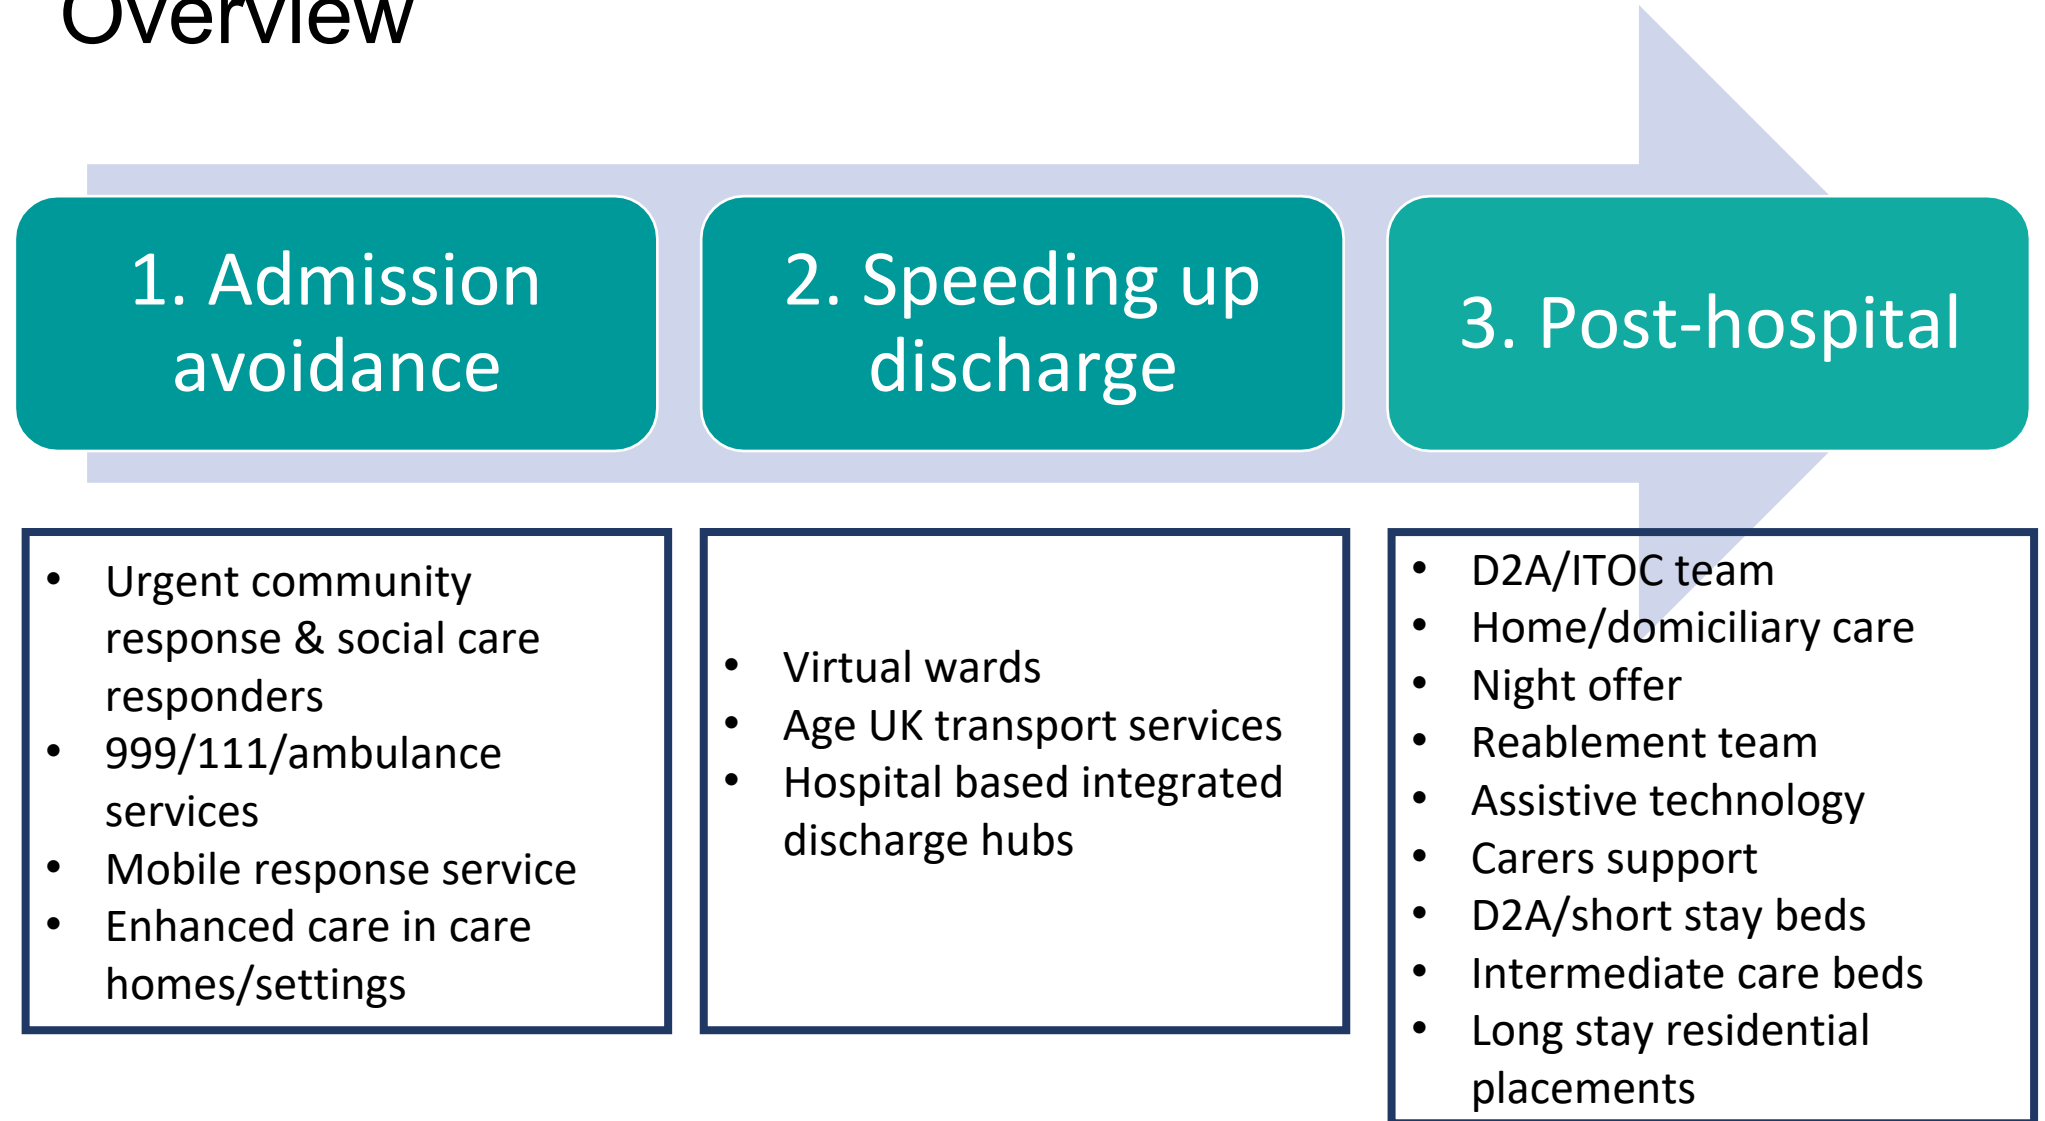 Overview
1. Admission
avoidance
2. Speeding up
discharge
3. Post-hospital
• Urgent community
response & social care
responders
• 999/111/ambulance
services
• Mobile response service
• Enhanced care in care
homes/settings
• Virtual wards
• Age UK transport services
• Hospital based integrated
discharge hubs
• D2A/ITOC team
• Home/domiciliary care
• Night offer
• Reablement team
• Assistive technology
• Carers support
• D2A/short stay beds
• Intermediate care beds
• Long stay residential
placements